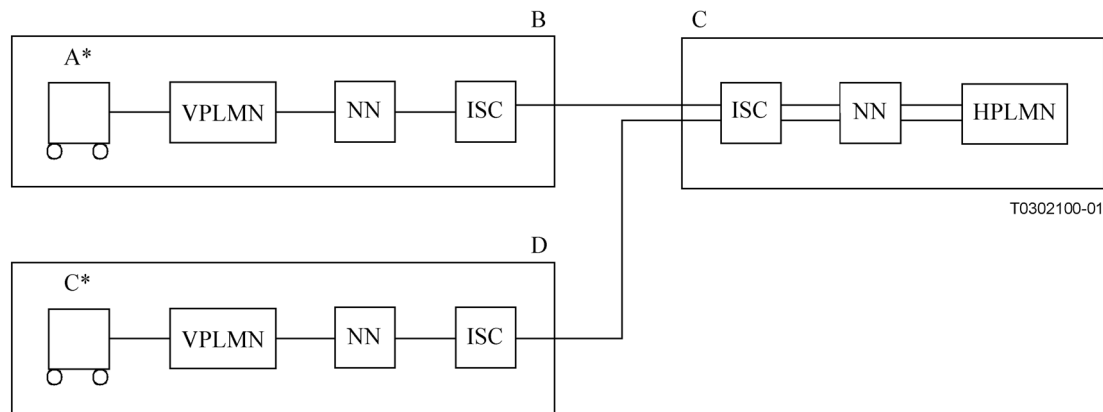 B
C
A*
VPLMN
NN
ISC
ISC
NN
HPLMN
T0302100-01
D
C*
VPLMN
NN
ISC